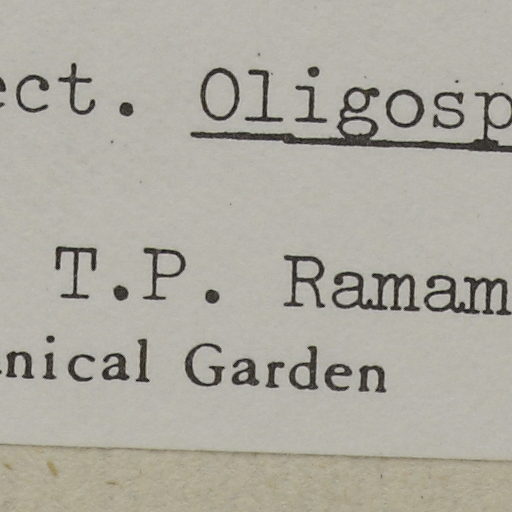 ect. Oligosp
T.P. Ramam
nical Garden